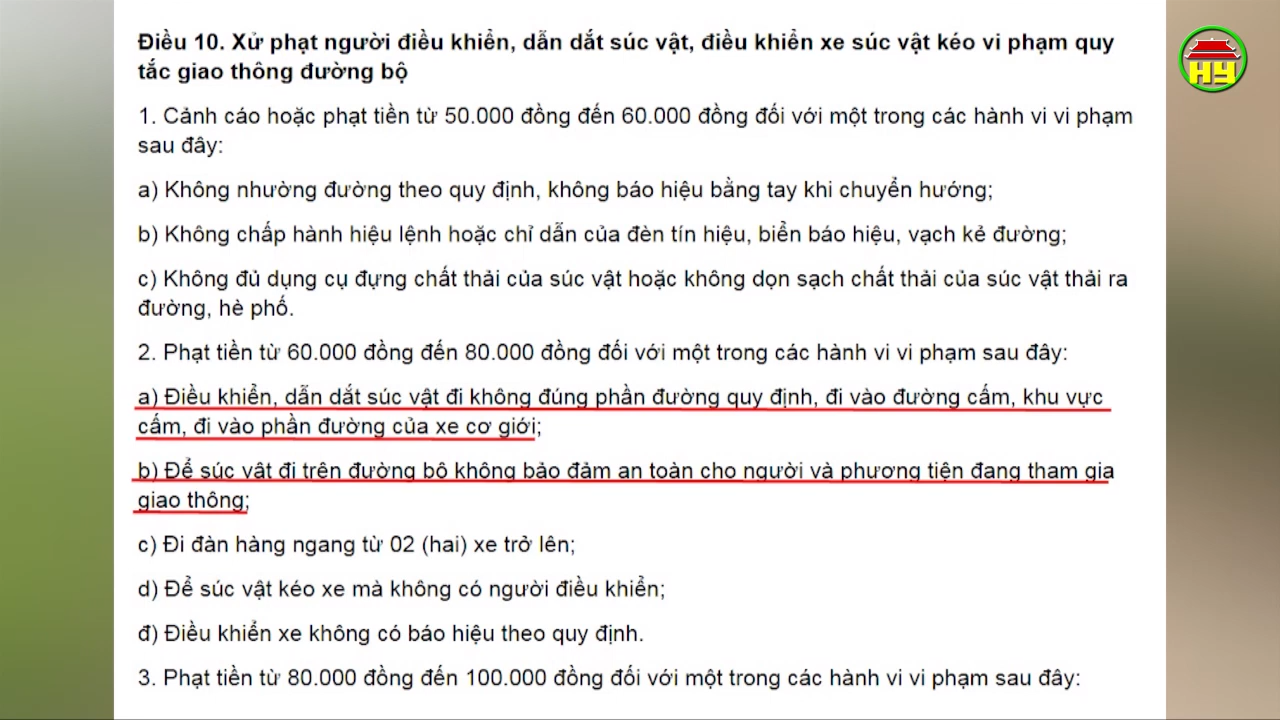 Điều 10. Xử phạt người điều khiển, dẫn dắt súc vật, điều khiển xe súc vật kéo vi phạm quy
tắc giao thông đường bộ
HY
1. Cảnh cáo hoặc phạt tiền từ 50.000 đồng đến 60.000 đồng đối với một trong các hành vi vi phạm
sau đây:
a) Không nhường đường theo quy định, không báo hiệu bằng tay khi chuyển hướng;
b) Không chấp hành hiệu lệnh hoặc chỉ dẫn của đèn tín hiệu, biển báo hiệu, vạch kẻ đường;
c) Không đủ dụng cụ đựng chất thải của súc vật hoặc không dọn sạch chất thải của súc vật thải ra
đường, hè phố.
2. Phạt tiền từ 60.000 đồng đến 80.000 đồng đối với một trong các hành vi vi phạm sau đây:
a) Điều khiển, dẫn dắt súc vật đi không đúng phần đường quy định, đi vào đường cấm, khu vực
cấm, đi vào phần đường của xe cơ giới;
b) Để súc vật đi trên đường bộ không bảo đảm an toàn cho người và phương tiện đang tham gia
giao thông;
c) Đi đàn hàng ngang từ 02 (hai) xe trở lên;
d) Để súc vật kéo xe mà không có người điều khiển;
đ) Điều khiển xe không có báo hiệu theo quy định.
3. Phạt tiền từ 80.000 đồng đến 100.000 đồng đối với một trong các hành vi vi phạm sau đây: